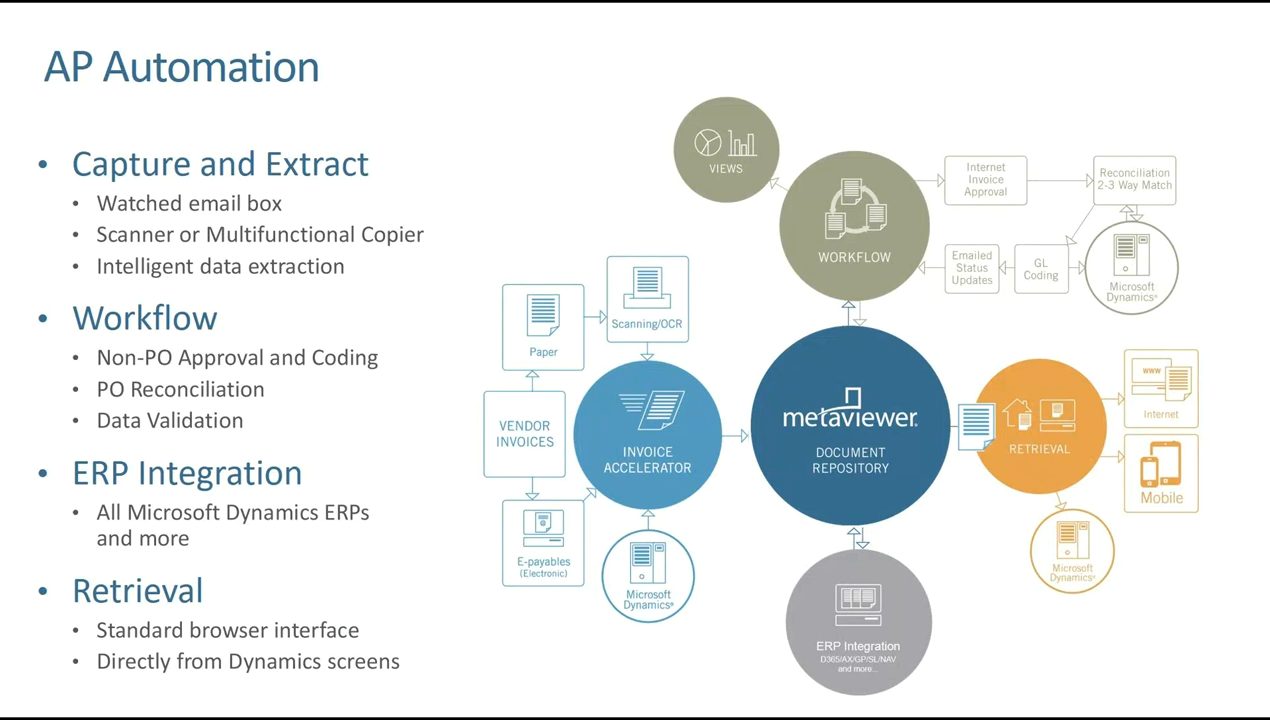 AP Automation
• Capture and Extract
• Watched email box
• Scanner or Multifunctional Copier
• Intelligent data extraction
• Workflow
• Non-PO Approval and Coding
• PO Reconciliation
• Data Validation
• ERP Integration
• All Microsoft Dynamics ERPs
and more
• Retrieval
• Standard browser interface
• Directly from Dynamics screens
VIEWS
WORKFLOW
Internet
Invoice
Approval
Reconciliation
2-3 Way Match
Emailed
Status
Updates
GL
Coding
Microsoft
Dynamics®
Paper
Scanning/OCR
VENDOR
INVOICES
E-payables
(Electronic)
INVOICE
ACCELERATOR
Microsoft
Dynamics®
metaviewer®
DOCUMENT
REPOSITORY
RETRIEVAL
WWW
Internet
Mobile
Microsoft
Dynamics®
ERP Integration
D365/AX/GP/SL/NAV
and more...